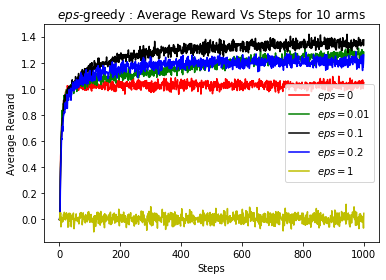 eps-greedy : Average Reward Vs Steps for 10 arms
Average Reward
1.4
1.2
1.0
0.8
0.6
0.4
0.2
0.0
eps = 0
eps = 0.01
eps = 0.1
eps = 0.2
eps = 1
0 200 400 600 800 1000
Steps